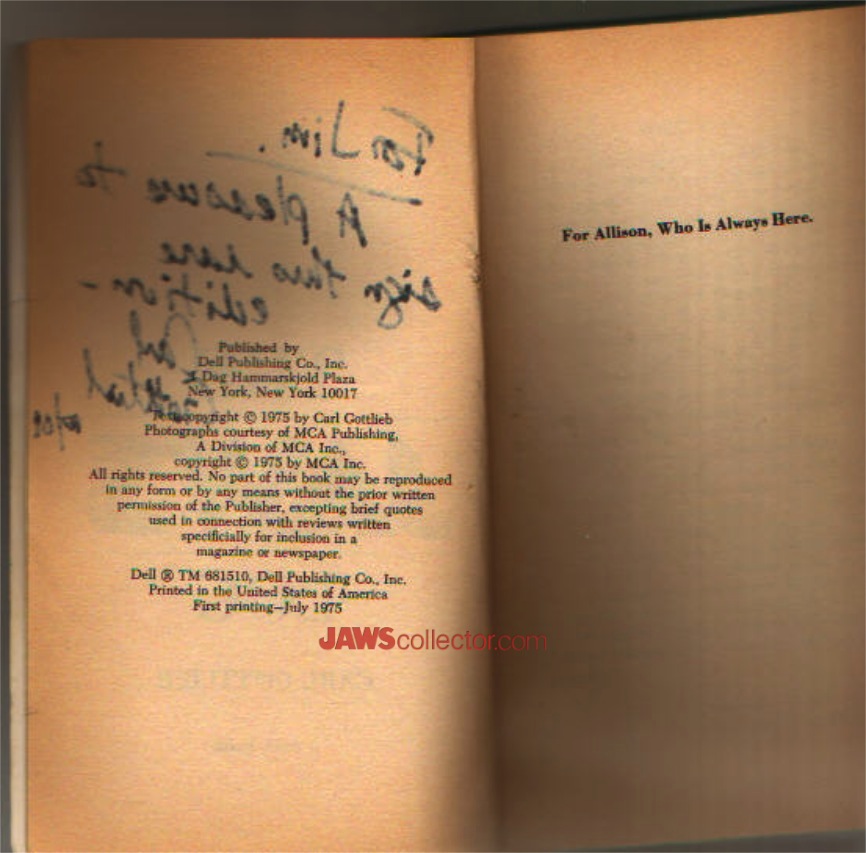 For Jim.
A pleasure to
sign this rare
edition -
Carl
Gottlieb
Published by
Dell Publishing Co., Inc.
1 Dag Hammarskjold Plaza
New York, New York 10017
Text copyright © 1975 by Carl Gottlieb
Photographs courtesy of MCA Publishing,
A Division of MCA Inc.,
copyright © 1975 by MCA Inc.
All rights reserved. No part of this book may be reproduced
in any form or by any means without the prior written
permission of the Publisher, excepting brief quotes
used in connection with reviews written
specificially for inclusion in a
magazine or newspaper.
Dell ® TM 681510, Dell Publishing Co., Inc.
Printed in the United States of America
First printing—July 1975
JAWScollector.com
For Allison, Who Is Always Here.